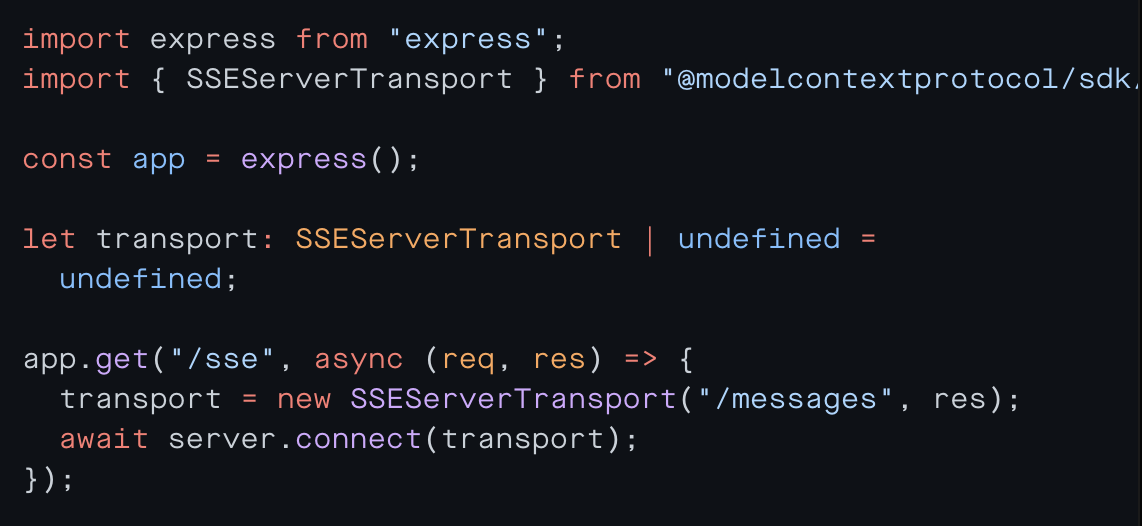 import express from "express";
import { SSEServerTransport } from "@modelcontextprotocol/sdk/
const app = express();
let transport: SSEServerTransport | undefined =
undefined;
app.get("/sse", async (req, res) => {
transport = new SSEServerTransport("/messages", res);
await server.connect(transport);
});